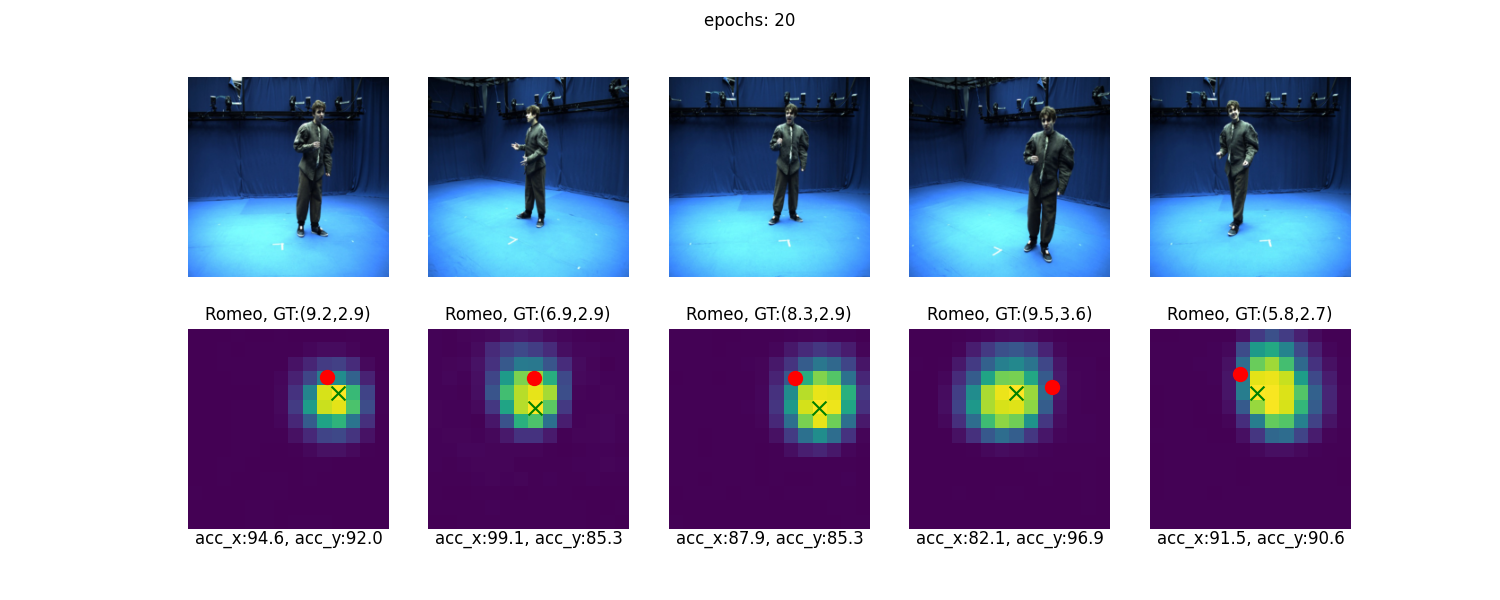 epochs: 20
Romeo, GT:(9.2,2.9)
Romeo, GT:(6.9,2.9)
Romeo, GT:(8.3,2.9)
Romeo, GT:(9.5,3.6)
Romeo, GT:(5.8,2.7)
acc_x:94.6, acc_y:92.0
acc_x:99.1, acc_y:85.3
acc_x:87.9, acc_y:85.3
acc_x:82.1, acc_y:96.9
acc_x:91.5, acc_y:90.6